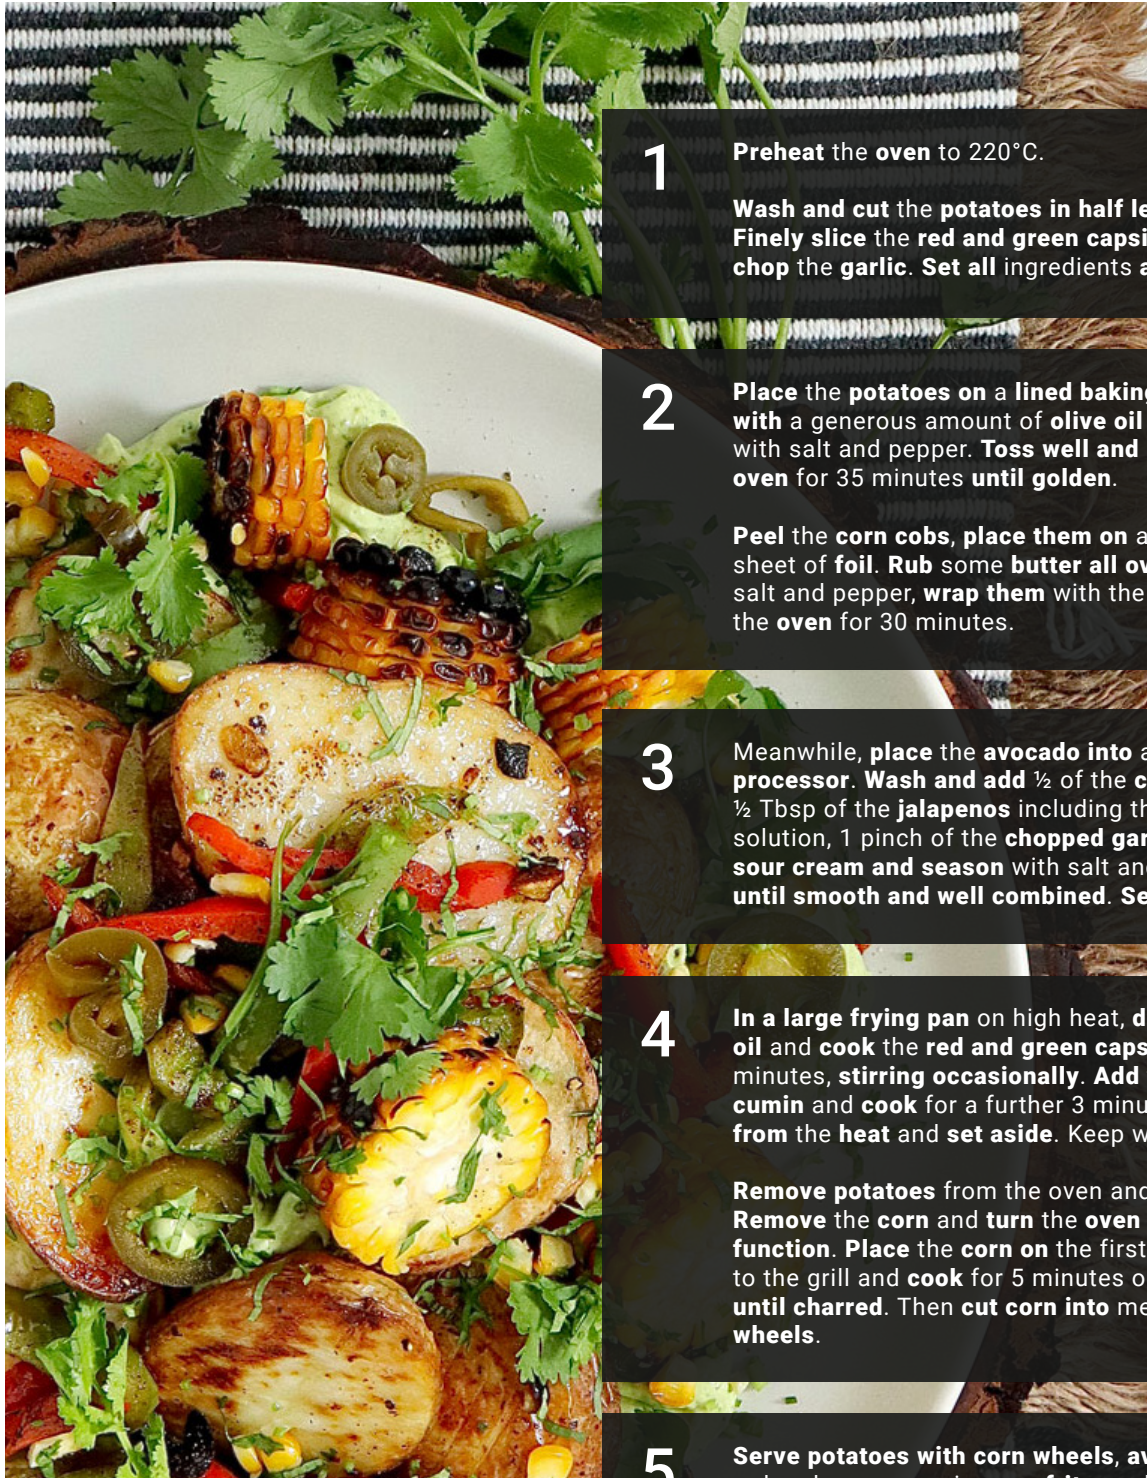 1
Preheat the oven to 220°C.
Wash and cut the potatoes in half
Finely slice the red and green
chop the garlic. Set all ingredients
2
Place the potatoes on a lined
with a generous amount of olive oil
with salt and pepper. Toss well and
oven for 35 minutes until golden.
Peel the corn cobs, place them on a
sheet of foil. Rub some butter all
salt and pepper, wrap them with the
the oven for 30 minutes.
3
Meanwhile, place the avocado into a
processor. Wash and add ½ of the
½ Tbsp of the jalapenos including
solution, 1 pinch of the chopped
sour cream and season with salt
until smooth and well combined.
4
In a large frying pan on high heat,
oil and cook the red and green
minutes, stirring occasionally. Add
cumin and cook for a further 3
from the heat and set aside. Keep
Remove potatoes from the oven and
Remove the corn and turn the oven
function. Place the corn on the first
to the grill and cook for 5 minutes
until charred. Then cut corn into
wheels.
5
Serve potatoes with corn wheels,